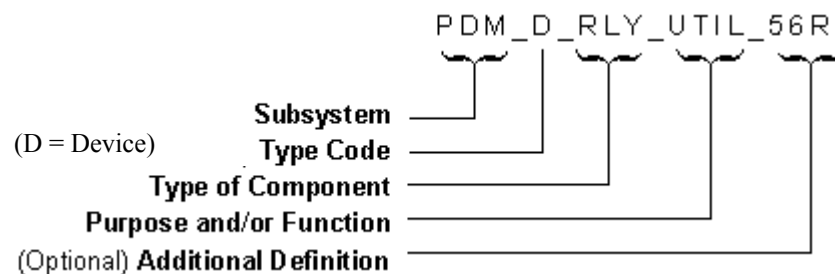 PDM_D_RLY_UTIL_56R
Subsystem
(D = Device)
Type Code
Type of Component
Purpose and/or Function
(Optional) Additional Definition